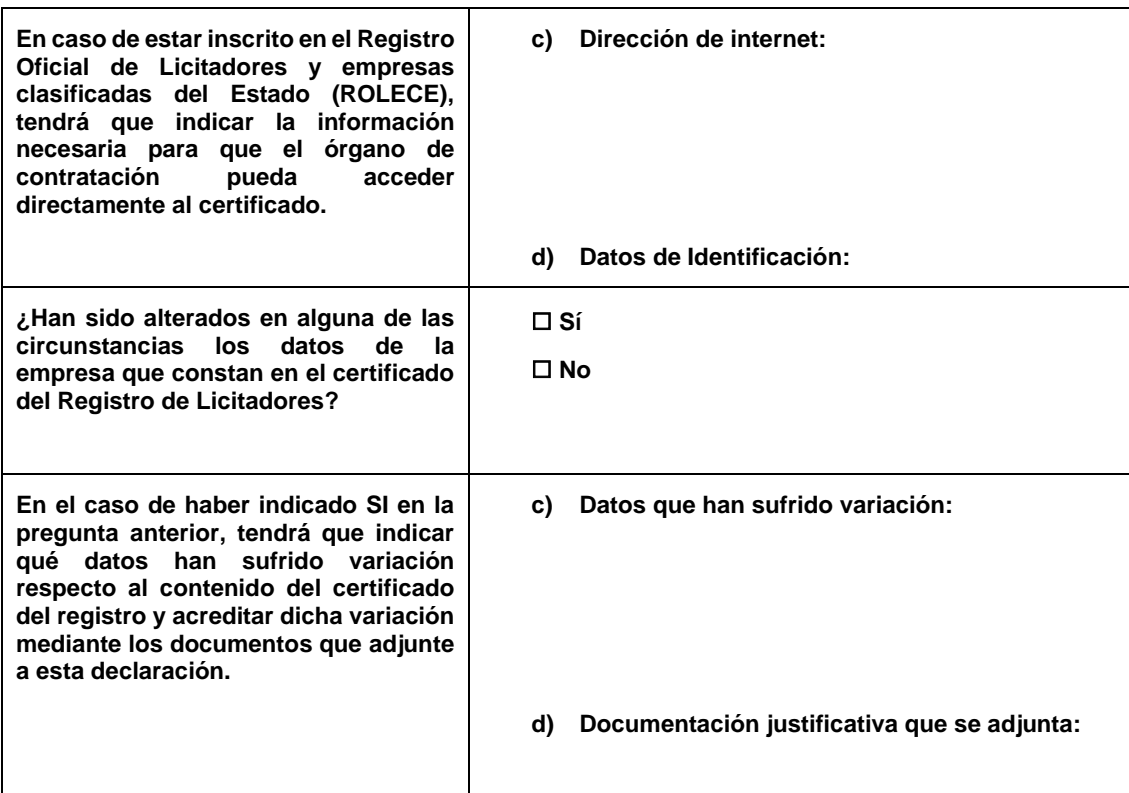 En caso de estar inscrito en el Registro
Oficial de Licitadores y empresas
clasificadas del Estado (ROLECE),
tendrá que indicar la información
necesaria para que el órgano de
contratación pueda acceder
directamente al certificado.
c) Dirección de internet:
d) Datos de Identificación:
¿Han sido alterados en alguna de las
circunstancias los datos de la
empresa que constan en el certificado
del Registro de Licitadores?
☐ Sí
☐ No
En el caso de haber indicado SI en la
pregunta anterior, tendrá que indicar
qué datos han sufrido variación
respecto al contenido del certificado
del registro y acreditar dicha variación
mediante los documentos que adjunte
a esta declaración.
c) Datos que han sufrido variación:
d) Documentación justificativa que se adjunta: